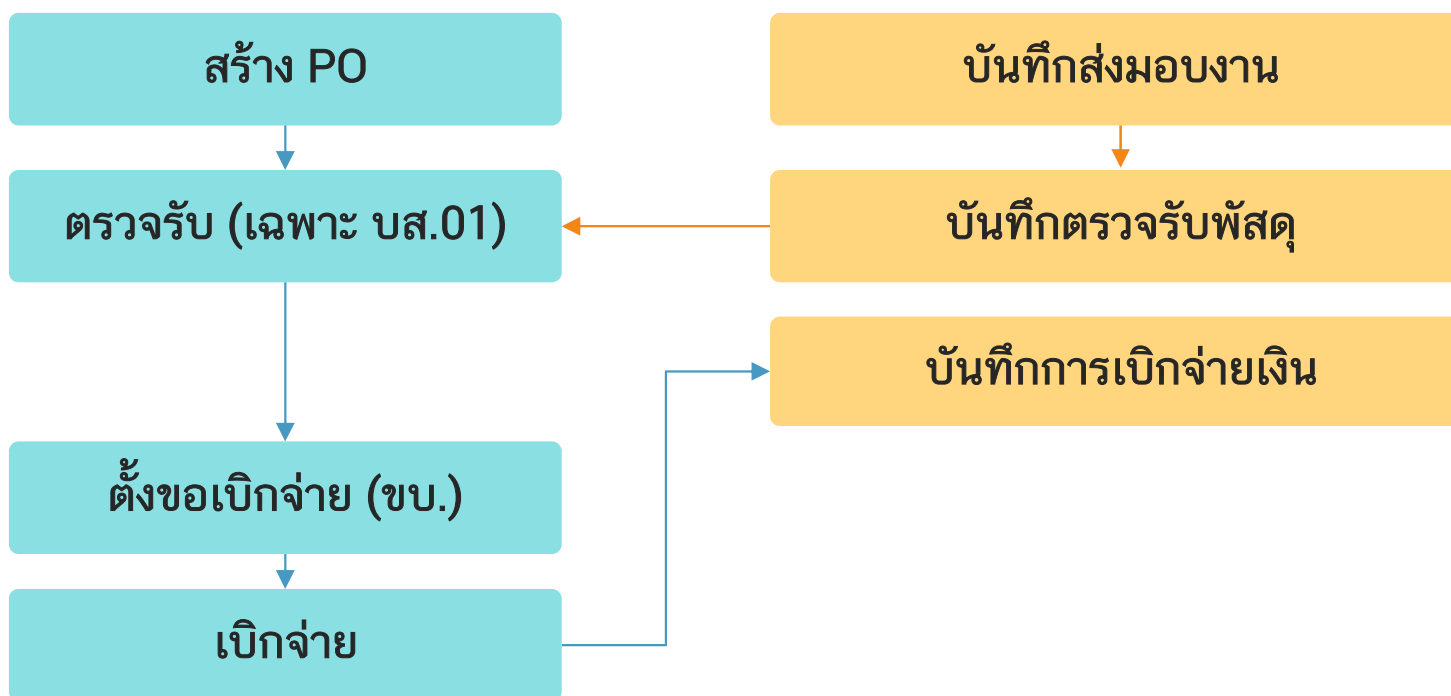 สร้าง PO
บันทึกส่งมอบงาน
ตรวจรับ (เฉพาะ บส.01)
บันทึกตรวจรับพัสดุ
บันทึกการเบิกจ่ายเงิน
ตั้งขอเบิกจ่าย (ขบ.)
เบิกจ่าย